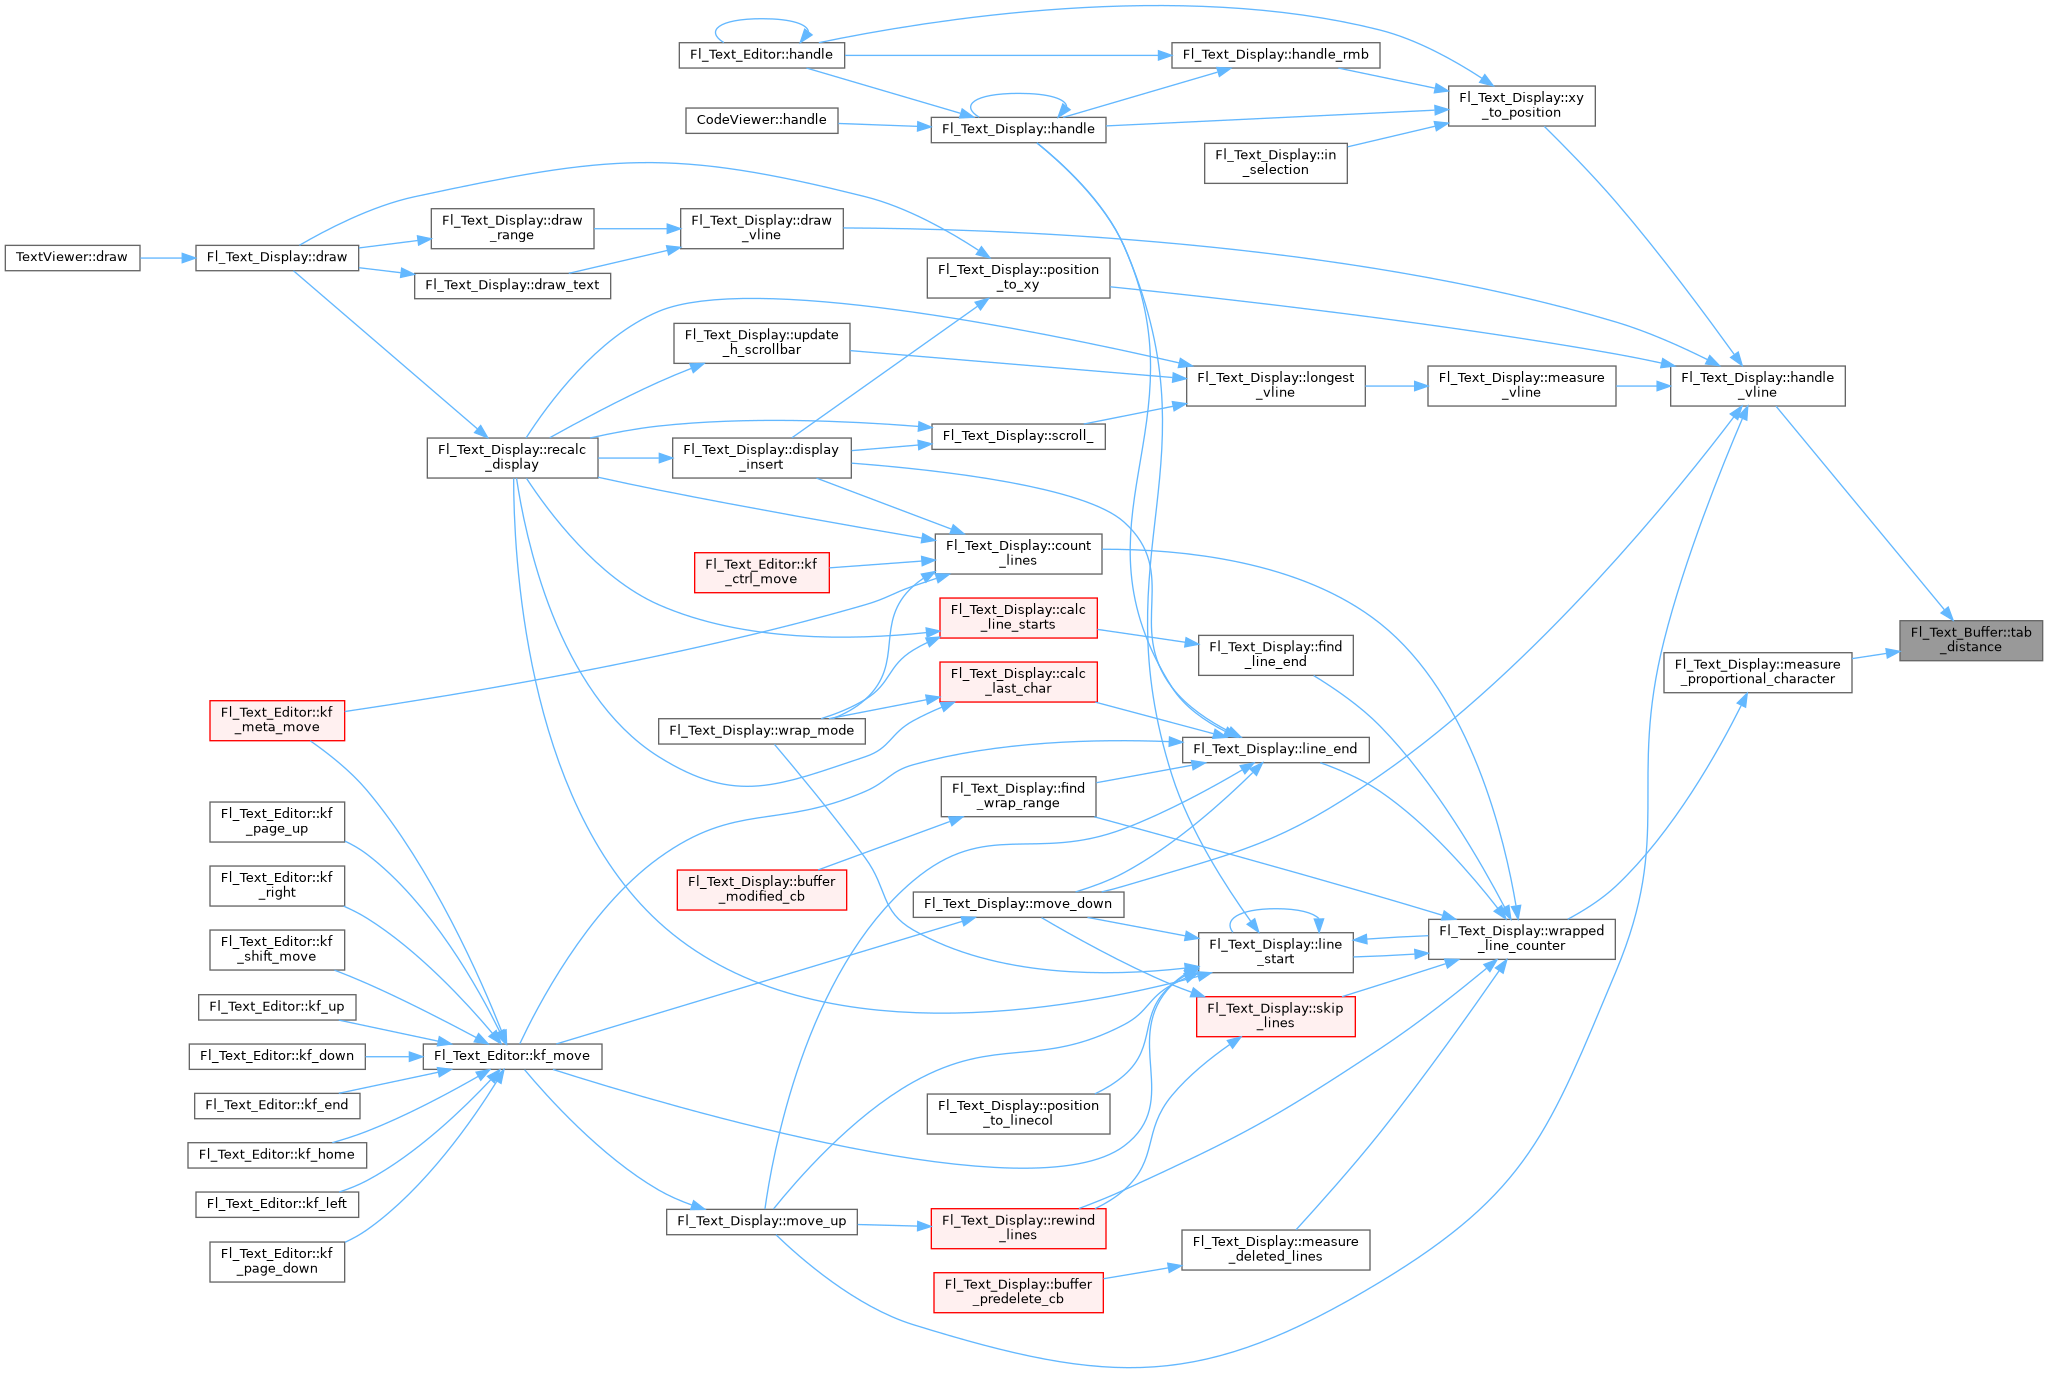 Fl_Text_Editor::handle
Fl_Text_Display::handle_rmb
Fl_Text_Display::xy
_to_position
CodeViewer::handle
Fl_Text_Display::handle
Fl_Text_Display::in
_selection
Fl_Text_Display::draw
_range
Fl_Text_Display::draw
_vline
TextViewer::draw
Fl_Text_Display::draw
Fl_Text_Display::draw_text
Fl_Text_Display::position
_to_xy
Fl_Text_Display::update
_h_scrollbar
Fl_Text_Display::longest
_vline
Fl_Text_Display::measure
_vline
Fl_Text_Display::handle
_vline
Fl_Text_Display::recalc
_display
Fl_Text_Display::display
_insert
Fl_Text_Display::scroll_
Fl_Text_Display::count
_lines
Fl_Text_Editor::kf
_ctrl_move
Fl_Text_Display::calc
_line_starts
Fl_Text_Display::find
_line_end
Fl_Text_Buffer::tab
_distance
Fl_Text_Display::measure
_proportional_character
Fl_Text_Display::calc
_last_char
Fl_Text_Editor::kf
_meta_move
Fl_Text_Display::wrap_mode
Fl_Text_Display::line_end
Fl_Text_Display::find
_wrap_range
Fl_Text_Editor::kf
_page_up
Fl_Text_Editor::kf
_right
Fl_Text_Display::buffer
_modified_cb
Fl_Text_Display::move_down
Fl_Text_Editor::kf
_shift_move
Fl_Text_Display::line
_start
Fl_Text_Display::wrapped
_line_counter
Fl_Text_Editor::kf_up
Fl_Text_Display::skip
_lines
Fl_Text_Editor::kf_down
Fl_Text_Editor::kf_move
Fl_Text_Editor::kf_end
Fl_Text_Display::position
_to_linecol
Fl_Text_Editor::kf_home
Fl_Text_Editor::kf_left
Fl_Text_Display::move_up
Fl_Text_Display::rewind
_lines
Fl_Text_Display::measure
_deleted_lines
Fl_Text_Editor::kf
_page_down
Fl_Text_Display::buffer
_predelete_cb